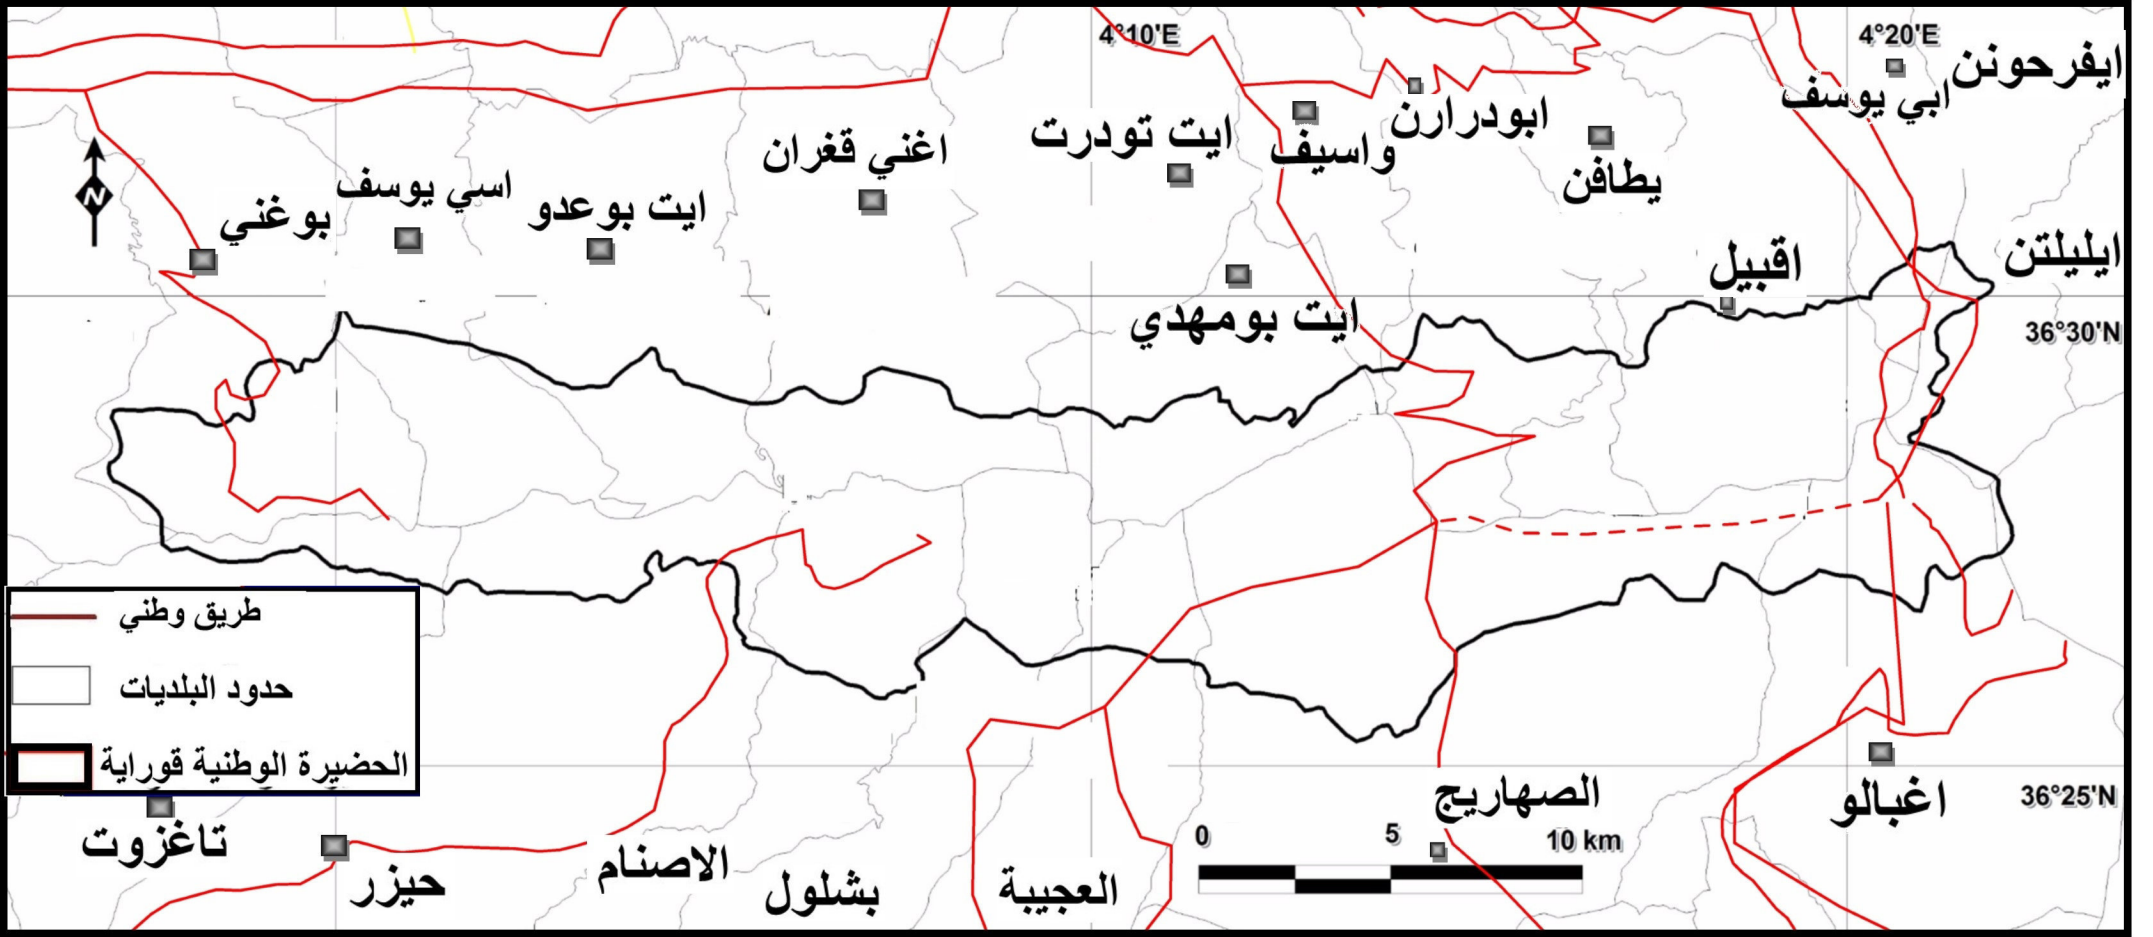 4°10'E
4°20'E
ايفرحونن
ابي يوسف
ابودرارن
واسيف
ايت تودرت
اغني قغران
يطافن
اسي يوسف
ايت بوعدو
بوغني
N
ايليلتن
اقبيل
ايت بومهدي
36°30'N
طريق وطني
حدود البلديات
الحضيرة الوطنية قوراية
الصهاريج
اغبالو
36°25'N
تاغزوت
حيزر
الاصنام
بشلول
العجيبة
0 5 10 km